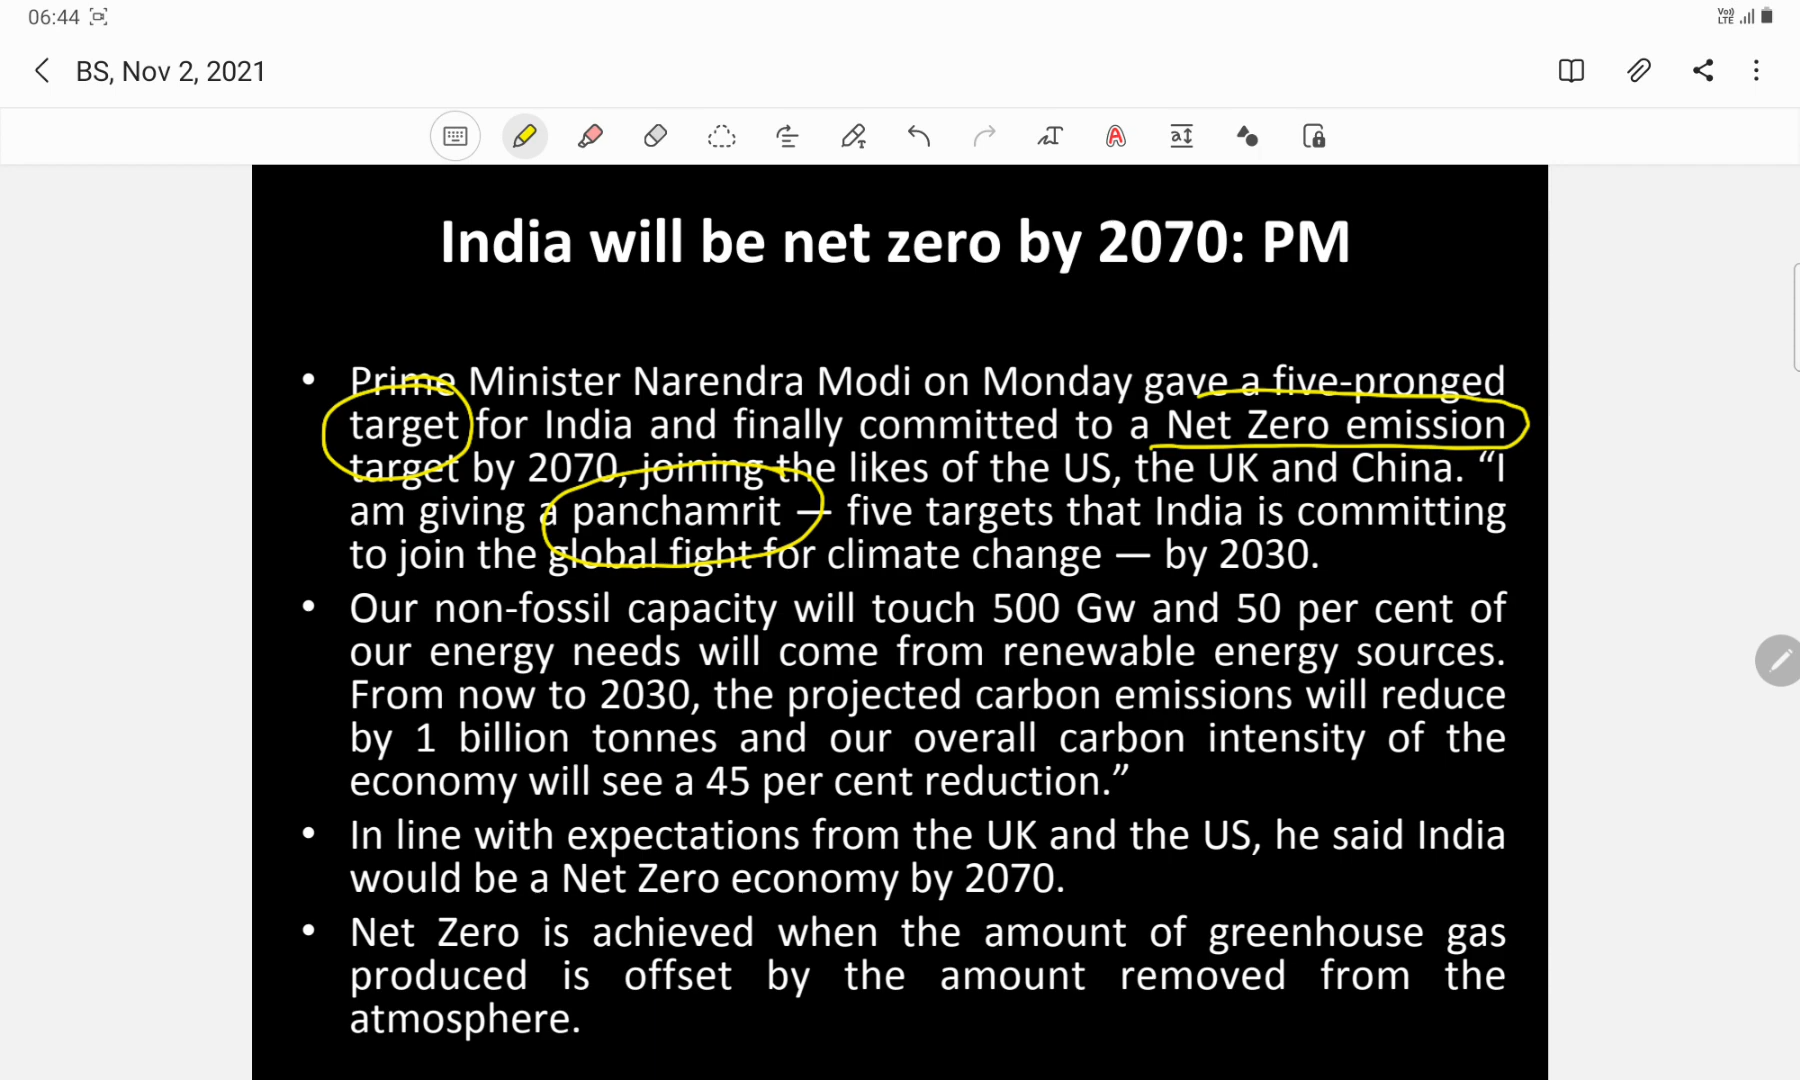 06:44
Vo)) LTE
BS, Nov 2, 2021
India will be net zero by 2070: PM
• Prime Minister Narendra Modi on Monday gave a five-pronged
target for India and finally committed to a Net Zero emission
target by 2070, joining the likes of the US, the UK and China. “I
am giving a panchamrit — five targets that India is committing
to join the global fight for climate change — by 2030.
• Our non-fossil capacity will touch 500 Gw and 50 per cent of
our energy needs will come from renewable energy sources.
From now to 2030, the projected carbon emissions will reduce
by 1 billion tonnes and our overall carbon intensity of the
economy will see a 45 per cent reduction.”
• In line with expectations from the UK and the US, he said India
would be a Net Zero economy by 2070.
• Net Zero is achieved when the amount of greenhouse gas
produced is offset by the amount removed from the
atmosphere.